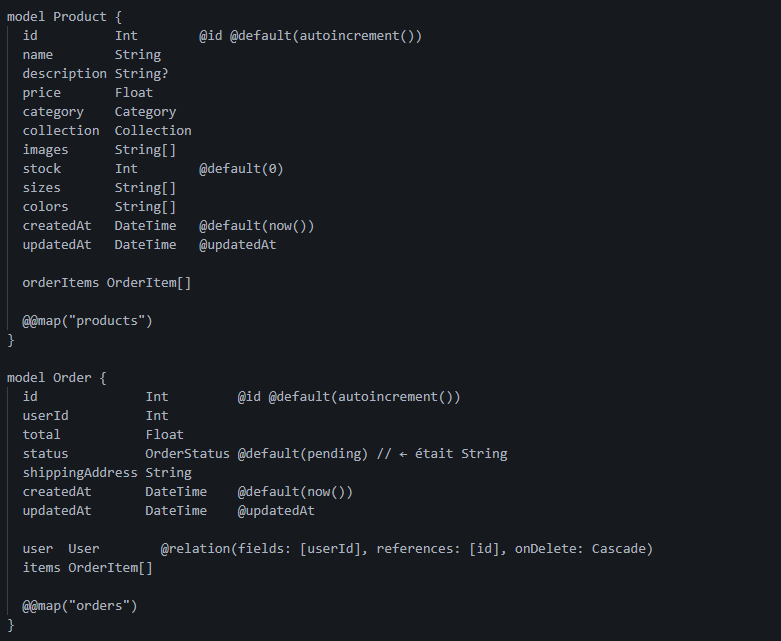 model Product {
  id          Int        @id @default(autoincrement())
  name        String
  description String?
  price       Float
  category    Category
  collection  Collection
  images      String[]
  stock       Int        @default(0)
  sizes       String[]
  colors      String[]
  createdAt   DateTime   @default(now())
  updatedAt   DateTime   @updatedAt

  orderItems OrderItem[]

  @@map("products")
}

model Order {
  id              Int         @id @default(autoincrement())
  userId          Int
  total           Float
  status          OrderStatus @default(pending) // ← était String
  shippingAddress String
  createdAt       DateTime    @default(now())
  updatedAt       DateTime    @updatedAt

  user  User        @relation(fields: [userId], references: [id], onDelete: Cascade)
  items OrderItem[]

  @@map("orders")
}